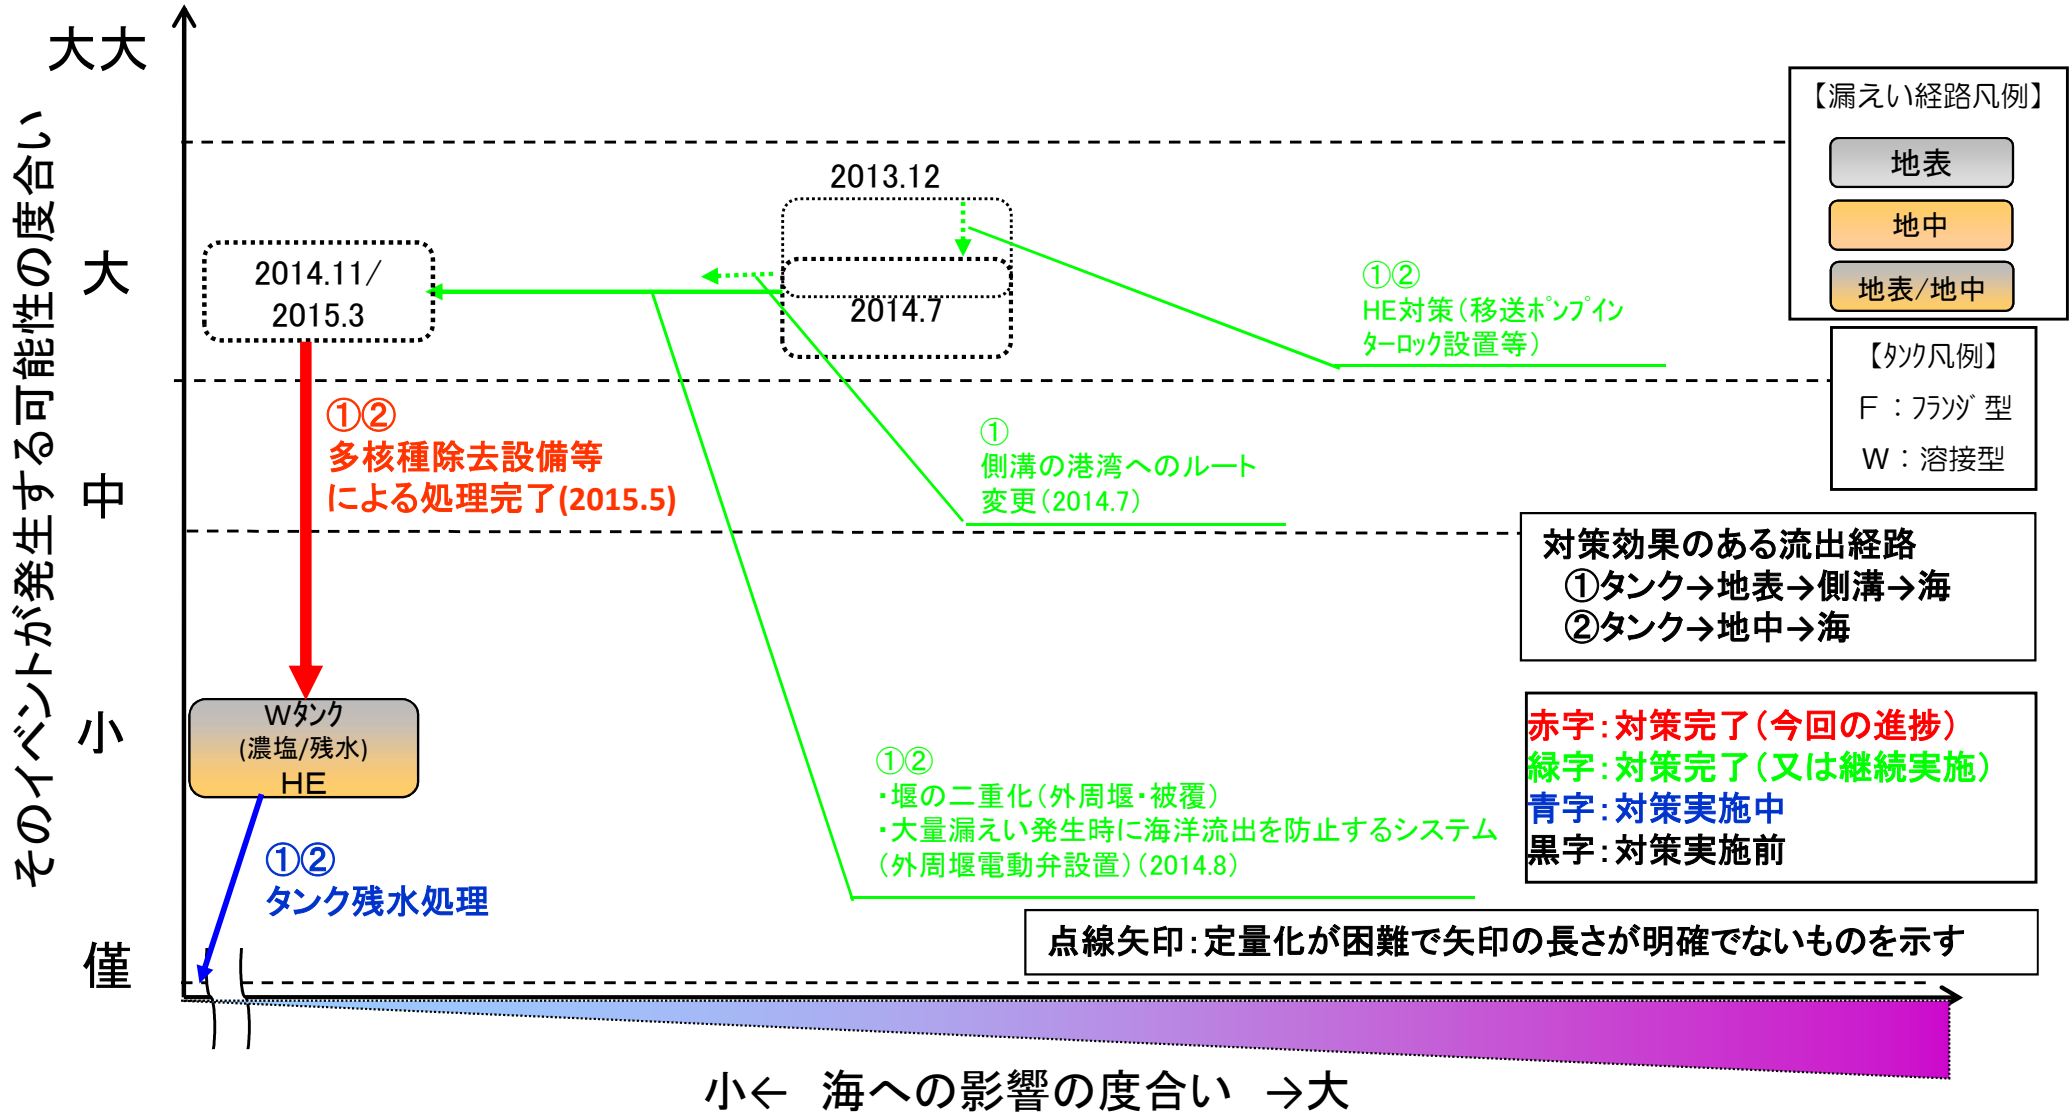 そのイベントが発生する可能性の度合い
大大
大
中
小
僅
2013.12
2014.7
2014.11/
2015.3
①②
HE対策(移送ﾎﾟﾝﾌﾟｲﾝ
ﾀｰﾛｯｸ設置等)
①
側溝の港湾へのルート
変更(2014.7)
①②
多核種除去設備等
による処理完了(2015.5)
Wﾀﾝｸ
(濃塩/残水)
HE
①②
タンク残水処理
①②
・堰の二重化(外周堰・被覆)
・大量漏えい発生時に海洋流出を防止するシステム
(外周堰電動弁設置)(2014.8)
【漏えい経路凡例】
地表
地中
地表/地中
【ﾀﾝｸ凡例】
F：ﾌﾗﾝｼﾞ型
W：溶接型
対策効果のある流出経路
①タンク→地表→側溝→海
②タンク→地中→海
赤字：対策完了(今回の進捗)
緑字：対策完了(又は継続実施)
青字：対策実施中
黒字：対策実施前
点線矢印：定量化が困難で矢印の長さが明確でないものを示す
小← 海への影響の度合い →大